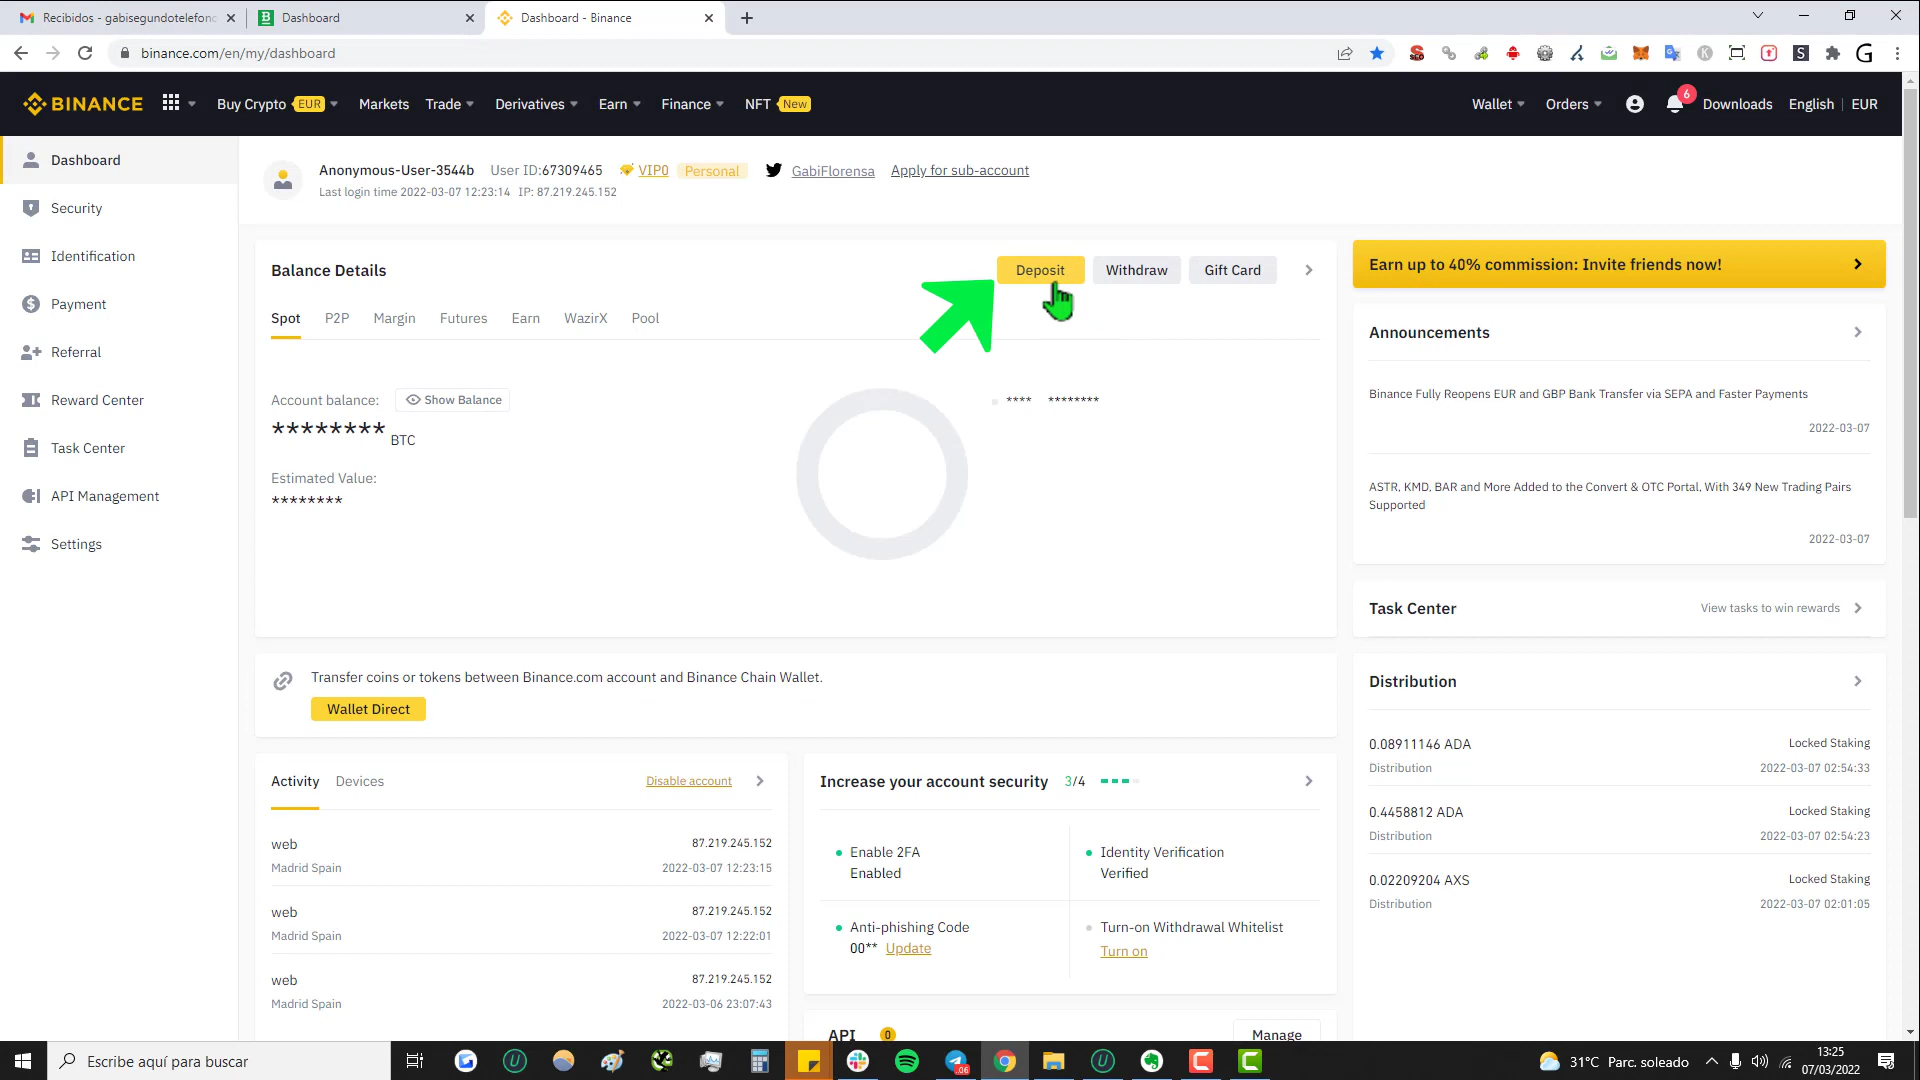 Recibidos - gabisegundotelefono
Dashboard
Dashboard - Binance
binance.com/en/my/dashboard
BINANCE
Buy Crypto EUR
Markets
Trade
Derivatives
Earn
Finance
NFT New
Wallet
Orders
6
Downloads
English | EUR
Dashboard
Security
Identification
Payment
Referral
Reward Center
Task Center
API Management
Settings
Anonymous-User-3544b User ID:67309465 VIP0 Personal GabiFlorensa Apply for sub-account
Last login time 2022-03-07 12:23:14 IP: 87.219.245.152
Balance Details
Deposit
Withdraw
Gift Card
Spot P2P Margin Futures Earn WazirX Pool
Account balance: Show Balance
******** BTC
Estimated Value:
********
**** ********
Transfer coins or tokens between Binance.com account and Binance Chain Wallet.
Wallet Direct
Activity Devices Disable account
web 87.219.245.152
Madrid Spain 2022-03-07 12:23:15
web 87.219.245.152
Madrid Spain 2022-03-07 12:22:01
web 87.219.245.152
Madrid Spain 2022-03-06 23:07:43
Increase your account security 3/4
Enable 2FA
Enabled
Identity Verification
Verified
Anti-phishing Code
00** Update
Turn-on Withdrawal Whitelist
Turn on
API 0
Manage
Earn up to 40% commission: Invite friends now!
Announcements
Binance Fully Reopens EUR and GBP Bank Transfer via SEPA and Faster Payments
2022-03-07
ASTR, KMD, BAR and More Added to the Convert & OTC Portal, With 349 New Trading Pairs
Supported
2022-03-07
Task Center View tasks to win rewards
Distribution
0.08911146 ADA Locked Staking
Distribution 2022-03-07 02:54:33
0.4458812 ADA Locked Staking
Distribution 2022-03-07 02:54:23
0.02209204 AXS Locked Staking
Distribution 2022-03-07 02:01:05
Escribe aquí para buscar
31°C Parc. soleado
13:25
07/03/2022